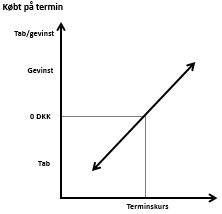 Købt på termin
Tab/gevinst
Gevinst
0 DKK
Tab
Terminskurs